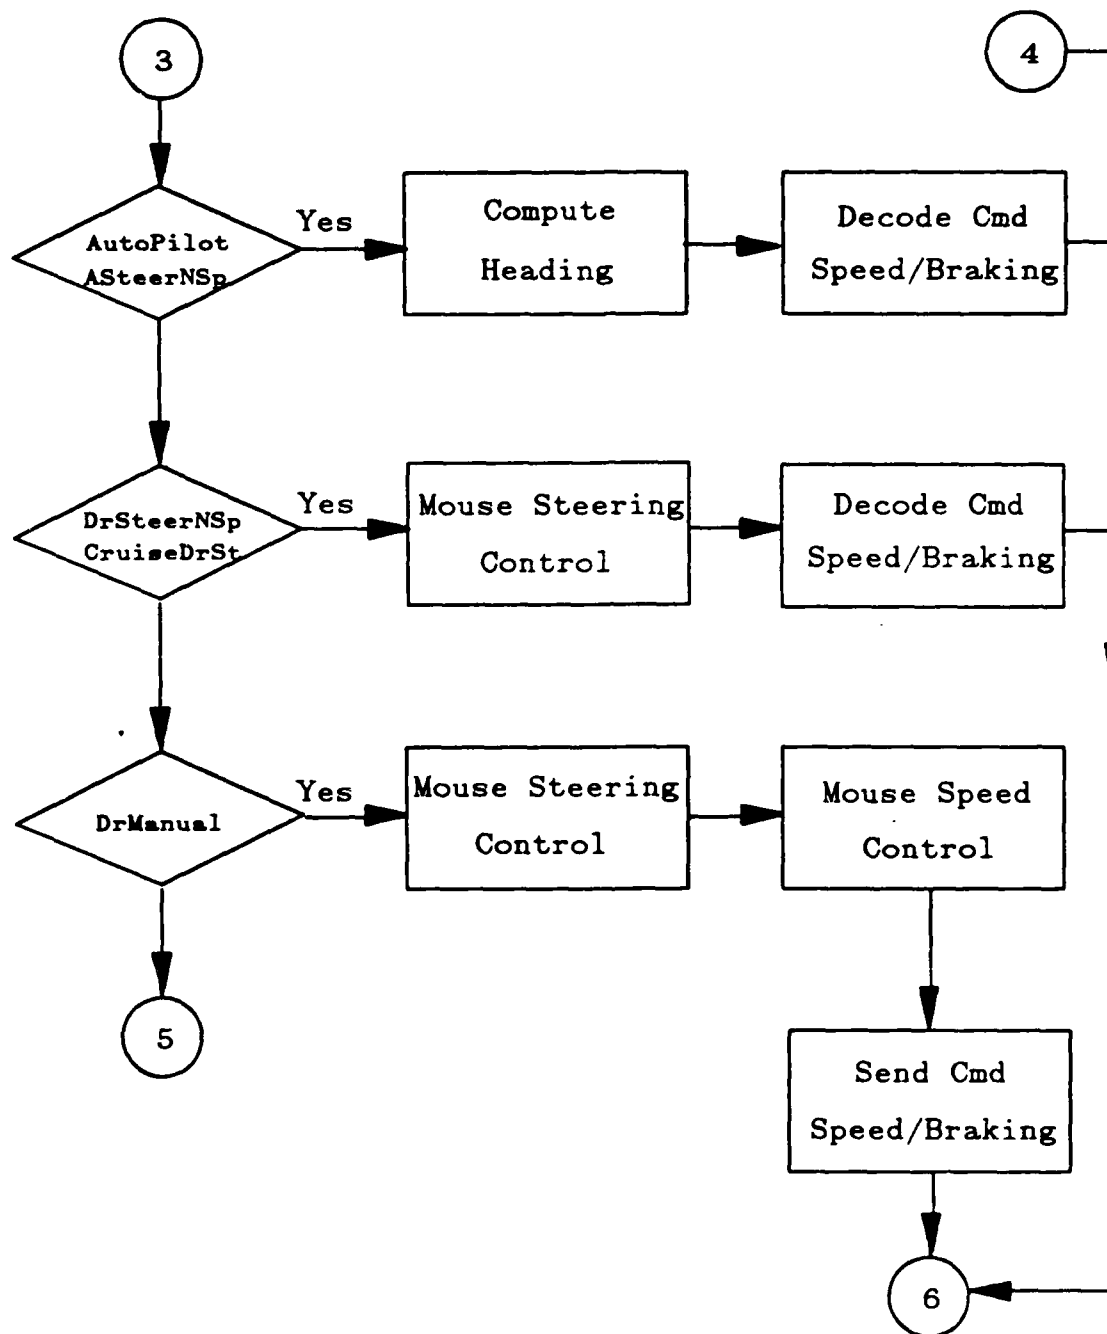 3
4
AutoPilot
ASteerNSp
Yes
Compute
Heading
Decode Cmd
Speed/Braking
DrSteerNSp
CruiseDrSt
Yes
Mouse Steering
Control
Decode Cmd
Speed/Braking
DrManual
Yes
Mouse Steering
Control
Mouse Speed
Control
5
Send Cmd
Speed/Braking
6